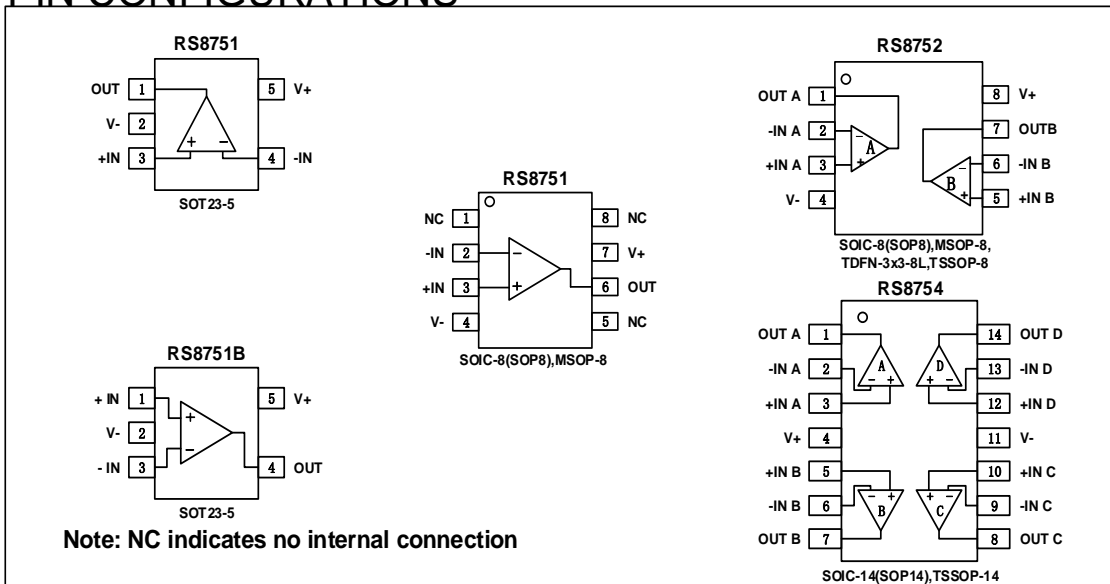 PIN CONFIGURATIONS
RS8751
OUT 1 5 V+
V- 2
+IN 3 + - 4 -IN
SOT23-5
RS8751
NC 1 8 NC
-IN 2 - 7 V+
+IN 3 + 6 OUT
V- 4 5 NC
SOIC-8(SOP8),MSOP-8
RS8751B
+ IN 1 + 5 V+
V- 2
- IN 3 - 4 OUT
SOT23-5
Note: NC indicates no internal connection
RS8752
OUT A 1 8 V+
-IN A 2 - A 7 OUTB
+IN A 3 + - 6 -IN B
V- 4 B + 5 +IN B
SOIC-8(SOP8),MSOP-8,
TDFN-3x3-8L,TSSOP-8
RS8754
OUT A 1 14 OUT D
-IN A 2 A D 13 -IN D
+IN A 3 - + + - 12 +IN D
V+ 4 11 V-
+IN B 5 10 +IN C
-IN B 6 - + + - 9 -IN C
OUT B 7 B C 8 OUT C
SOIC-14(SOP14),TSSOP-14